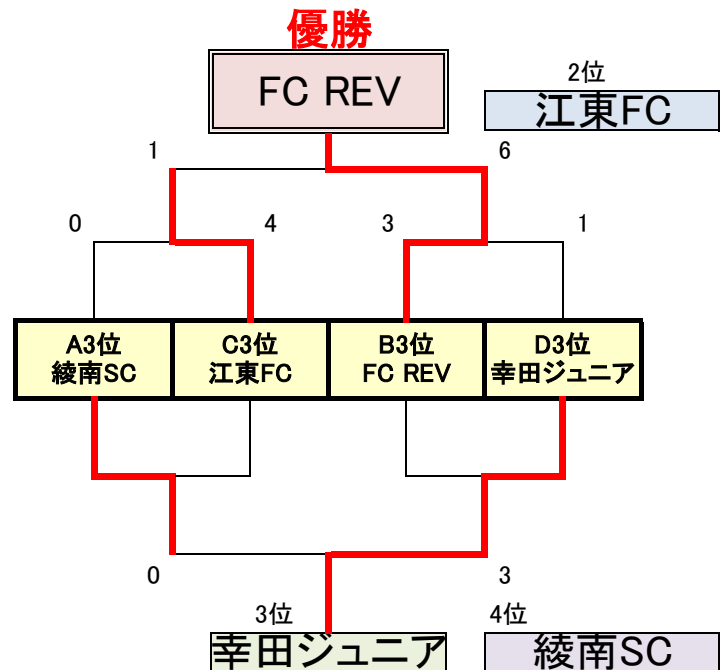 優勝
FC REV
2位
江東FC
1
6
0
4
3
1
A3位
綾南SC
C3位
江東FC
B3位
FC REV
D3位
幸田ジュニア
0
3
3位
幸田ジュニア
4位
綾南SC